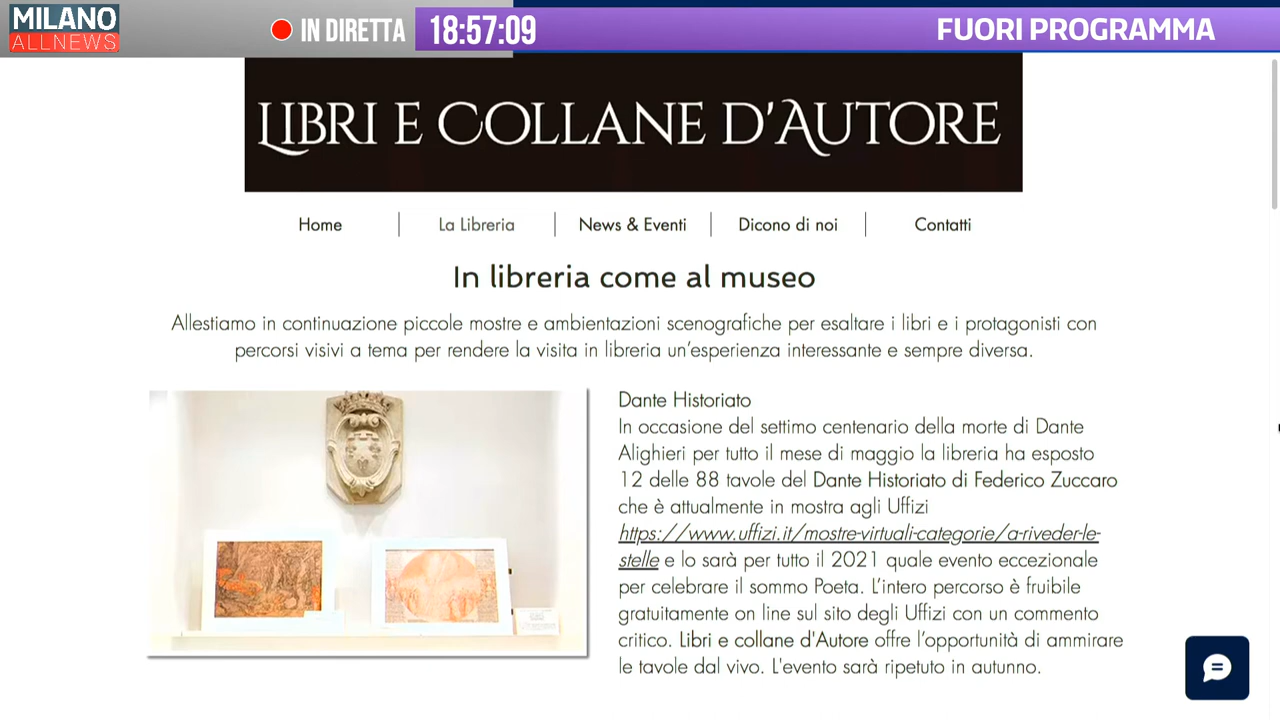 MILANO
ALLNEWS
IN DIRETTA
18:57:09
FUORI PROGRAMMA
LIBRI E COLLANE D'AUTORE
Home
La Libreria
News & Eventi
Dicono di noi
Contatti
In libreria come al museo
Allestiamo in continuazione piccole mostre e ambientazioni scenografiche per esaltare i libri e i protagonisti con
percorsi visivi a tema per rendere la visita in libreria un'esperienza interessante e sempre diversa.
Dante Historiato
In occasione del settimo centenario della morte di Dante
Alighieri per tutto il mese di maggio la libreria ha esposto
12 delle 88 tavole del Dante Historiato di Federico Zuccaro
che è attualmente in mostra agli Uffizi
https://www.uffizi.it/mostre-virtuali-categorie/a-riveder-le-
stelle e lo sarà per tutto il 2021 quale evento eccezionale
per celebrare il sommo Poeta. L'intero percorso è fruibile
gratuitamente on line sul sito degli Uffizi con un commento
critico. Libri e collane d'Autore offre l'opportunità di ammirare
le tavole dal vivo. L'evento sarà ripetuto in autunno.